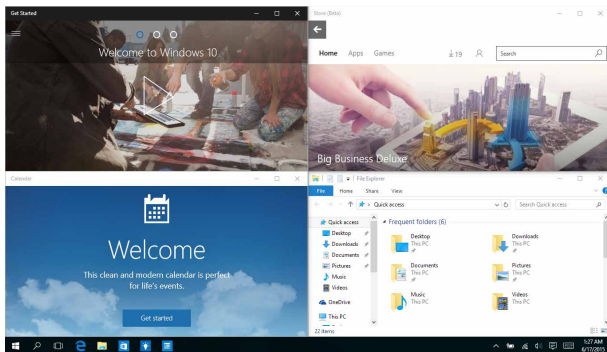 Get Started
Welcome to Windows 10
Store (Beta)
Home Apps Games
19
Search
Big Business Deluxe
Calendar
Welcome
This clean and modern calendar is perfect
for life's events.
Get started
File Explorer
File Home Share View
Quick access
Search Quick access
Quick access
Desktop
Downloads
Documents
Pictures
Music
Videos
OneDrive
This PC
22 items
Frequent folders (6)
Desktop
This PC
Downloads
This PC
Documents
This PC
Pictures
This PC
Music
This PC
Videos
This PC
1:27 AM
6/17/2015